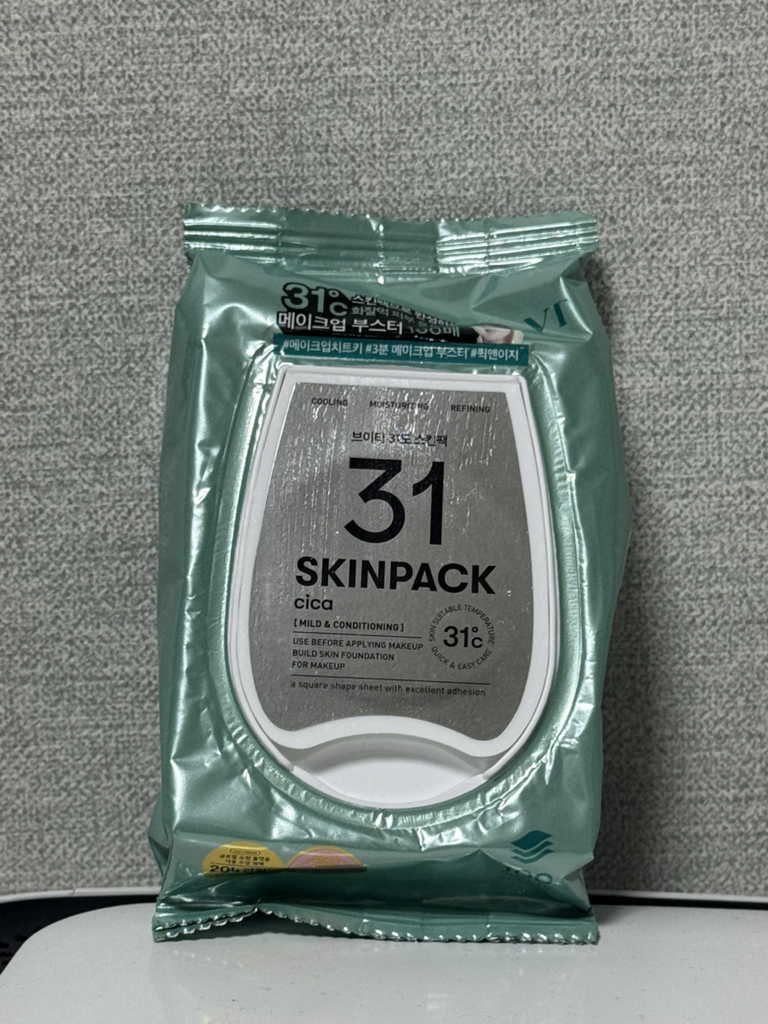 VT
31°C
메이크업 부스터
#메이크업치트키 #3분 메이크업 부스터 #퀵앤이지
COOLING MOISTURIZING REFINING
브이티 31도 스킨팩
31
SKINPACK
cica
[ MILD & CONDITIONING ]
USE BEFORE APPLYING MAKEUP
BUILD SKIN FOUNDATION
FOR MAKEUP
SKIN SUITABLE TEMPERATURE
31°C
QUICK & EASY CARE
a square shape sheet with excellent adhesion